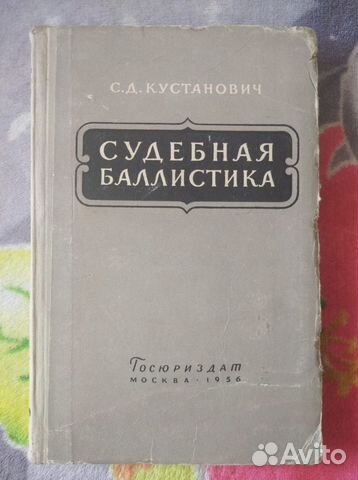 С.Д. КУСТАНОВИЧ
СУДЕБНАЯ
БАЛЛИСТИКА
Госюриздат
МОСКВА · 1956
Avito